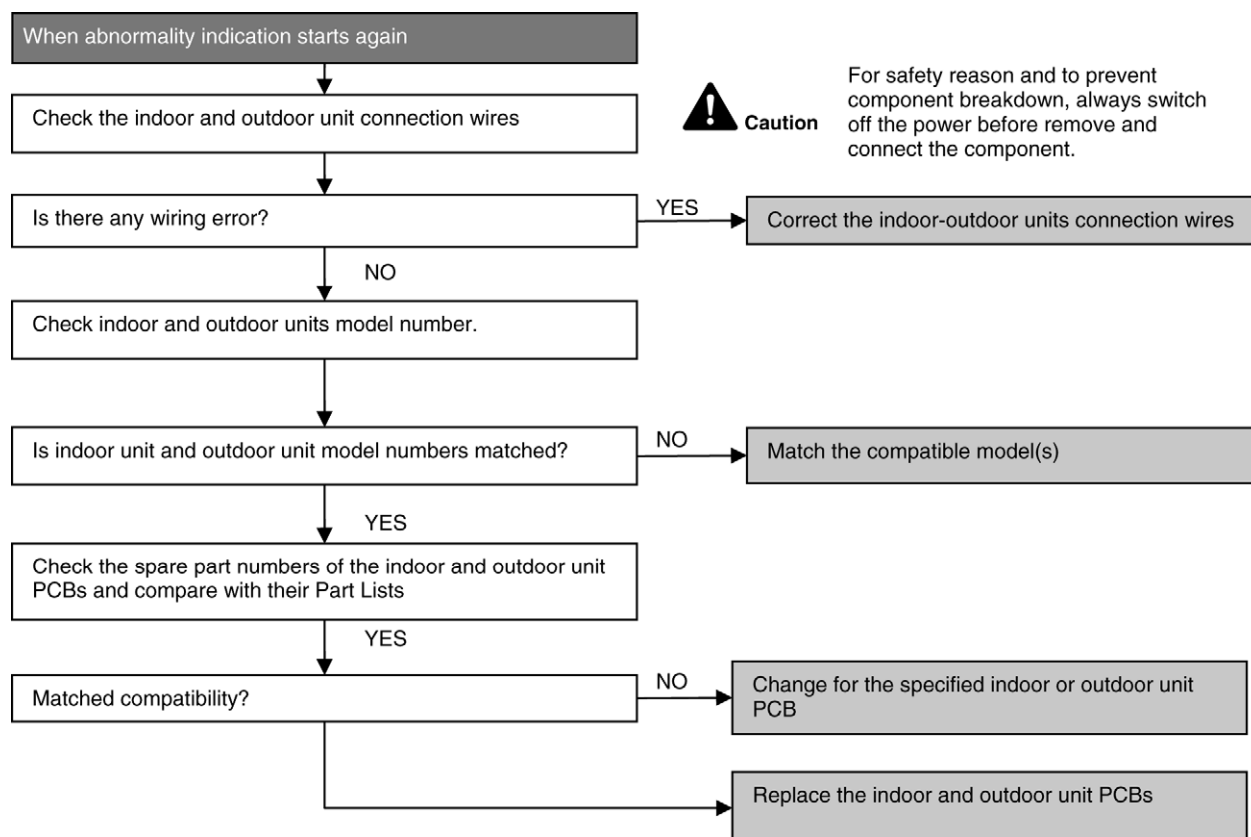 When abnormality indication starts again
Check the indoor and outdoor unit connection wires
Caution
For safety reason and to prevent
component breakdown, always switch
off the power before remove and
connect the component.
Is there any wiring error?
YES
Correct the indoor-outdoor units connection wires
NO
Check indoor and outdoor units model number.
Is indoor unit and outdoor unit model numbers matched?
NO
Match the compatible model(s)
YES
Check the spare part numbers of the indoor and outdoor unit
PCBs and compare with their Part Lists
YES
Matched compatibility?
NO
Change for the specified indoor or outdoor unit
PCB
Replace the indoor and outdoor unit PCBs